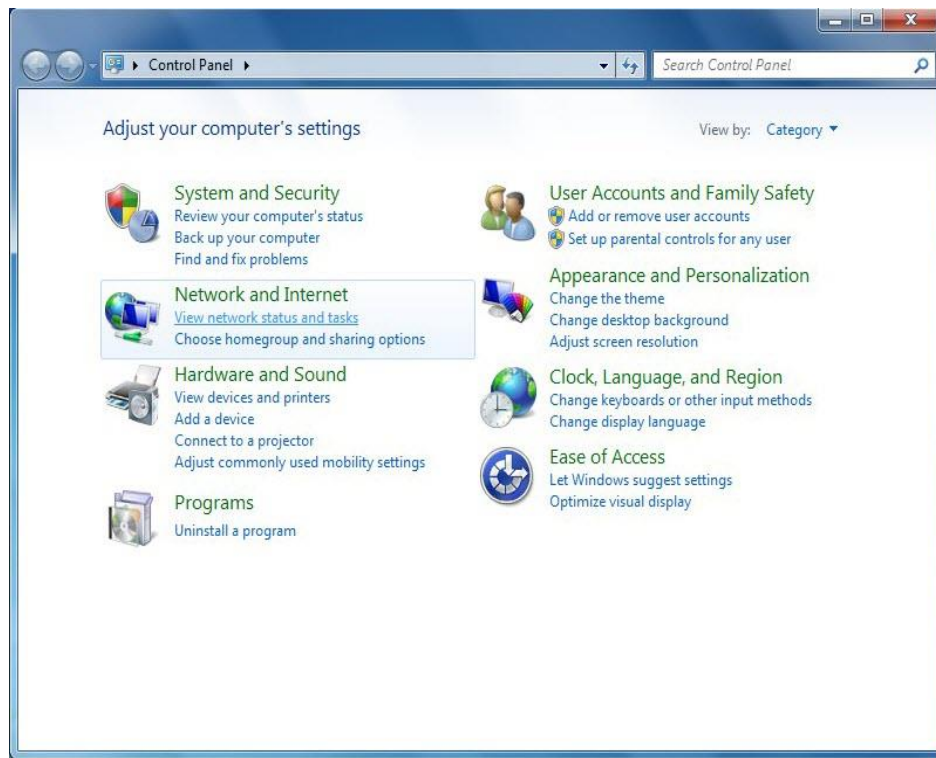 Control Panel
Search Control Panel
Adjust your computer's settings
View by: Category
System and Security
Review your computer's status
Back up your computer
Find and fix problems
Network and Internet
View network status and tasks
Choose homegroup and sharing options
Hardware and Sound
View devices and printers
Add a device
Connect to a projector
Adjust commonly used mobility settings
Programs
Uninstall a program
User Accounts and Family Safety
Add or remove user accounts
Set up parental controls for any user
Appearance and Personalization
Change the theme
Change desktop background
Adjust screen resolution
Clock, Language, and Region
Change keyboards or other input methods
Change display language
Ease of Access
Let Windows suggest settings
Optimize visual display